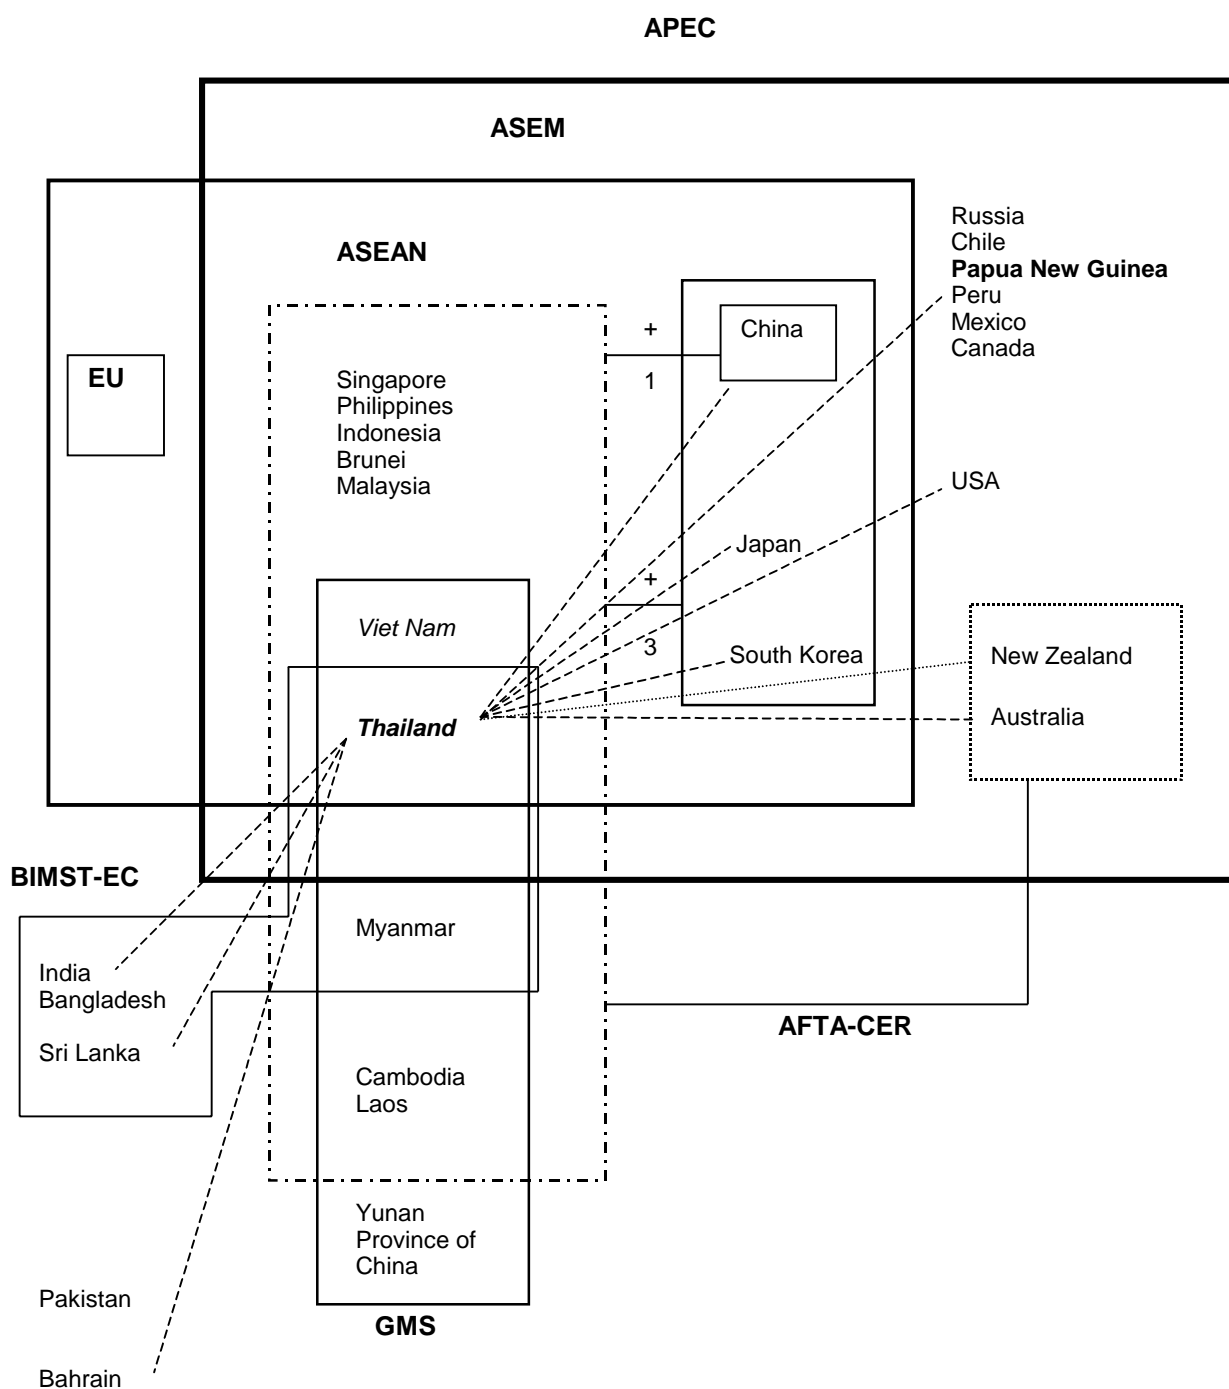 APEC
ASEM
Russia
Chile
Papua New Guinea
Peru
Mexico
Canada
ASEAN
+
1
China
EU
Singapore
Philippines
Indonesia
Brunei
Malaysia
USA
Japan
+
3
Viet Nam
South Korea
New Zealand
Thailand
Australia
BIMST-EC
Myanmar
India
Bangladesh
Sri Lanka
AFTA-CER
Cambodia
Laos
Yunan
Province of
China
Pakistan
GMS
Bahrain